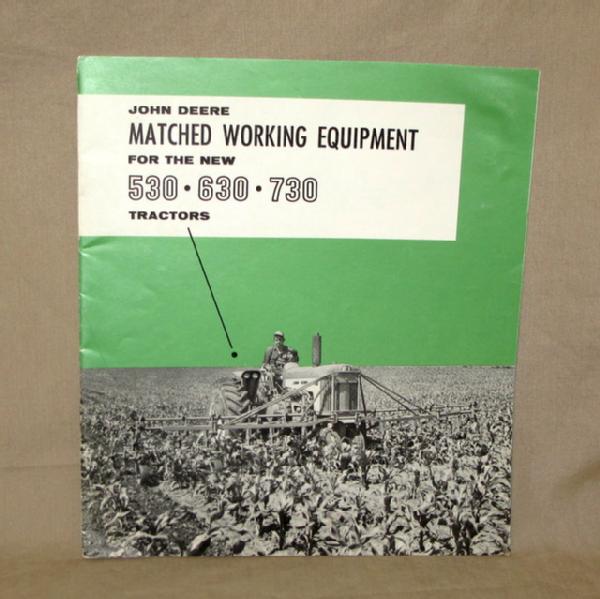 JOHN DEERE
MATCHED WORKING EQUIPMENT
FOR THE NEW
530 • 630 • 730
TRACTORS